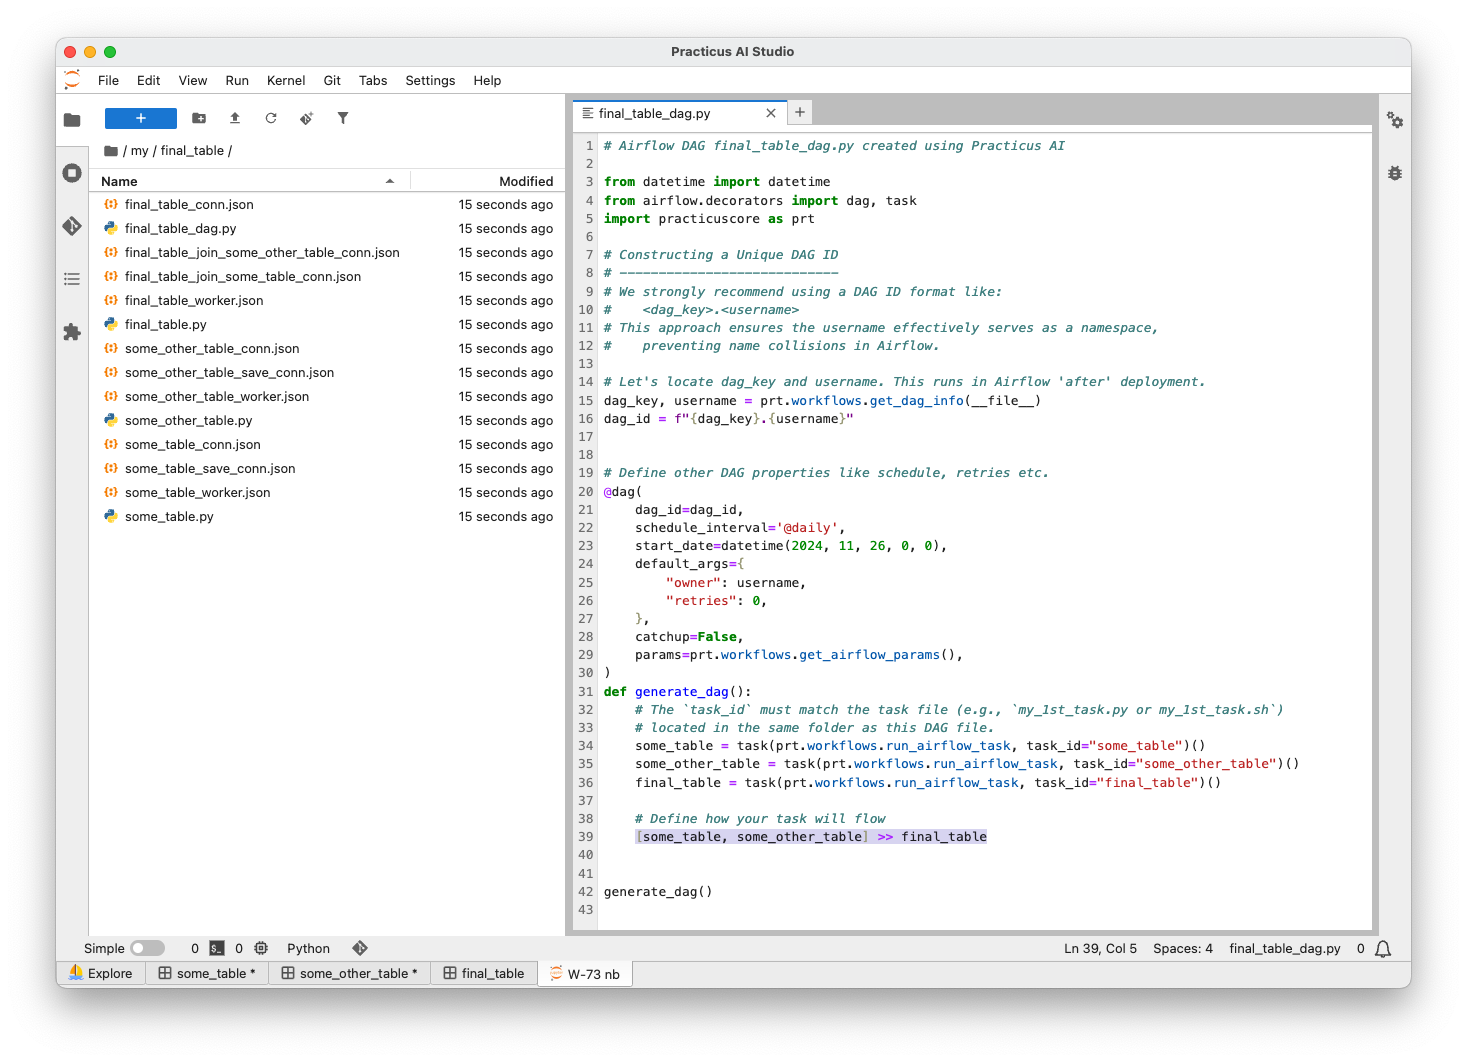 Practicus AI Studio
File Edit View Run Kernel Git Tabs Settings Help
+
/ my / final_table /
Name Modified
final_table_conn.json 15 seconds ago
final_table_dag.py 15 seconds ago
final_table_join_some_other_table_conn.json 15 seconds ago
final_table_join_some_table_conn.json 15 seconds ago
final_table_worker.json 15 seconds ago
final_table.py 15 seconds ago
some_other_table_conn.json 15 seconds ago
some_other_table_save_conn.json 15 seconds ago
some_other_table_worker.json 15 seconds ago
some_other_table.py 15 seconds ago
some_table_conn.json 15 seconds ago
some_table_save_conn.json 15 seconds ago
some_table_worker.json 15 seconds ago
some_table.py 15 seconds ago
final_table_dag.py × +
1 # Airflow DAG final_table_dag.py created using Practicus AI
2
3 from datetime import datetime
4 from airflow.decorators import dag, task
5 import practicuscore as prt
6
7 # Constructing a Unique DAG ID
8 # ----------------------------
9 # We strongly recommend using a DAG ID format like:
10 #    <dag_key>.<username>
11 # This approach ensures the username effectively serves as a namespace,
12 #    preventing name collisions in Airflow.
13
14 # Let's locate dag_key and username. This runs in Airflow 'after' deployment.
15 dag_key, username = prt.workflows.get_dag_info(__file__)
16 dag_id = f"{dag_key}.{username}"
17
18
19 # Define other DAG properties like schedule, retries etc.
20 @dag(
21     dag_id=dag_id,
22     schedule_interval='@daily',
23     start_date=datetime(2024, 11, 26, 0, 0),
24     default_args={
25         "owner": username,
26         "retries": 0,
27     },
28     catchup=False,
29     params=prt.workflows.get_airflow_params(),
30 )
31 def generate_dag():
32     # The `task_id` must match the task file (e.g., `my_1st_task.py or my_1st_task.sh`)
33     # located in the same folder as this DAG file.
34     some_table = task(prt.workflows.run_airflow_task, task_id="some_table")()
35     some_other_table = task(prt.workflows.run_airflow_task, task_id="some_other_table")()
36     final_table = task(prt.workflows.run_airflow_task, task_id="final_table")()
37
38     # Define how your task will flow
39     [some_table, some_other_table] >> final_table
40
41
42 generate_dag()
43
Simple 0 $_ 0 Python Ln 39, Col 5 Spaces: 4 final_table_dag.py 0
Explore some_table * some_other_table * final_table W-73 nb